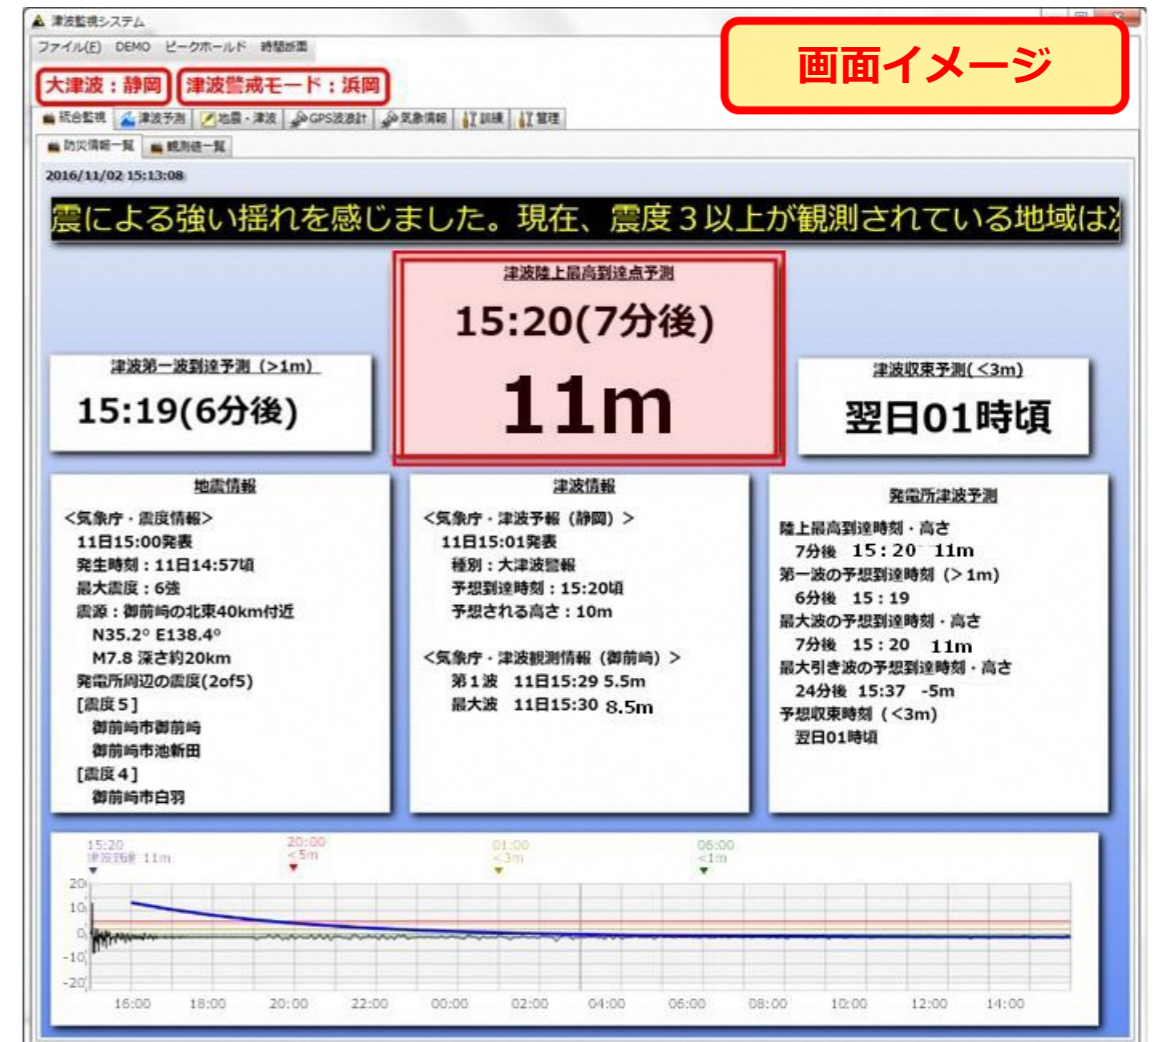 津波監視システム
ファイル(F) DEMO ピークホールド 時間断面
画面イメージ
大津波：静岡 津波警戒モード：浜岡
統合監視 津波予測 地震・津波 GPS波浪計 気象情報 訓練 管理
防災情報一覧 観測値一覧
2016/11/02 15:13:08
震による強い揺れを感じました。現在、震度３以上が観測されている地域は次
津波陸上最高到達点予測
15:20(7分後)
11m
津波第一波到達予測（>1m）
15:19(6分後)
津波収束予測(<3m)
翌日01時頃
地震情報
<気象庁・震度情報>
11日15:00発表
発生時刻：11日14:57頃
最大震度：6強
震源：御前崎の北東40km付近
N35.2° E138.4°
M7.8 深さ約20km
発電所周辺の震度(2of5)
[震度５]
御前崎市御前崎
御前崎市池新田
[震度４]
御前崎市白羽
津波情報
<気象庁・津波予報（静岡）>
11日15:01発表
種別：大津波警報
予想到達時刻：15:20頃
予想される高さ：10m
<気象庁・津波観測情報（御前崎）>
第１波 11日15:29 5.5m
最大波 11日15:30 8.5m
発電所津波予測
陸上最高到達時刻・高さ
7分後 15：20 11m
第一波の予想到達時刻（>1m）
6分後 15：19
最大波の予想到達時刻・高さ
7分後 15：20 11m
最大引き波の予想到達時刻・高さ
24分後 15:37 -5m
予想収束時刻（<3m）
翌日01時頃
15:20 20:00 01:00 06:00
津波到達 11m <5m <3m <1m
20
10
0
-10
-20
16:00 18:00 20:00 22:00 00:00 02:00 04:00 06:00 08:00 10:00 12:00 14:00